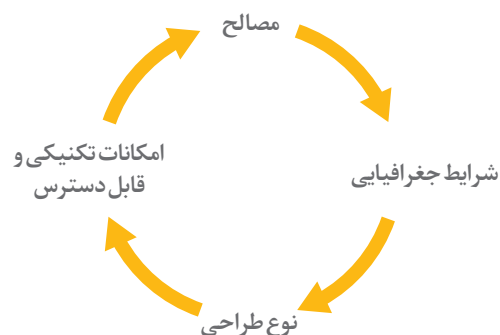 مصالح
شرایط جغرافیایی
نوع طراحی
امکانات تکنیکی و
قابل دسترس